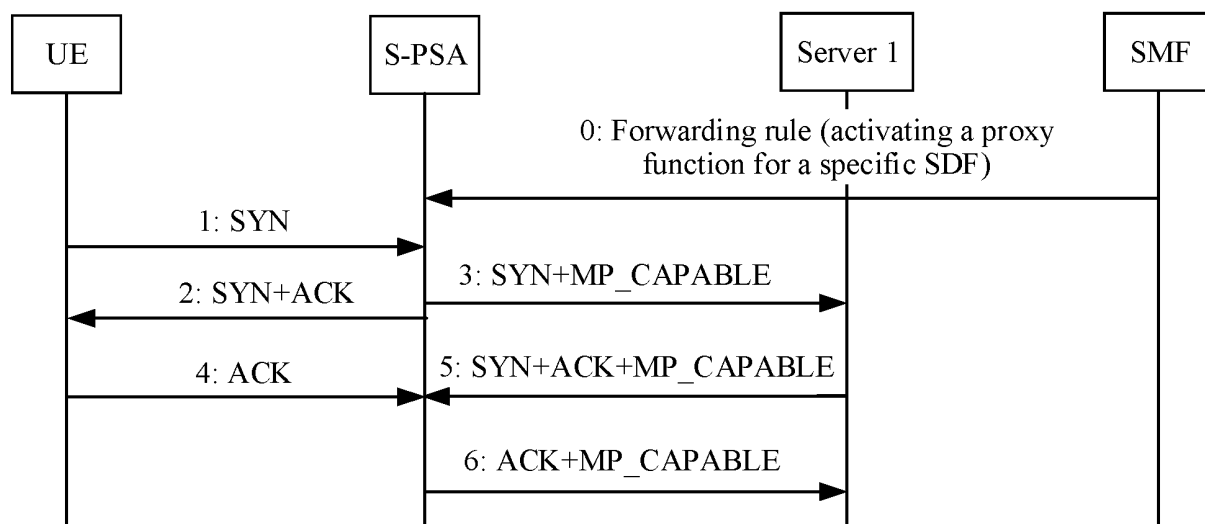 UE
S-PSA
Server 1
SMF
0: Forwarding rule (activating a proxy
function for a specific SDF)
1: SYN
3: SYN+MP_CAPABLE
2: SYN+ACK
5: SYN+ACK+MP_CAPABLE
4: ACK
6: ACK+MP_CAPABLE